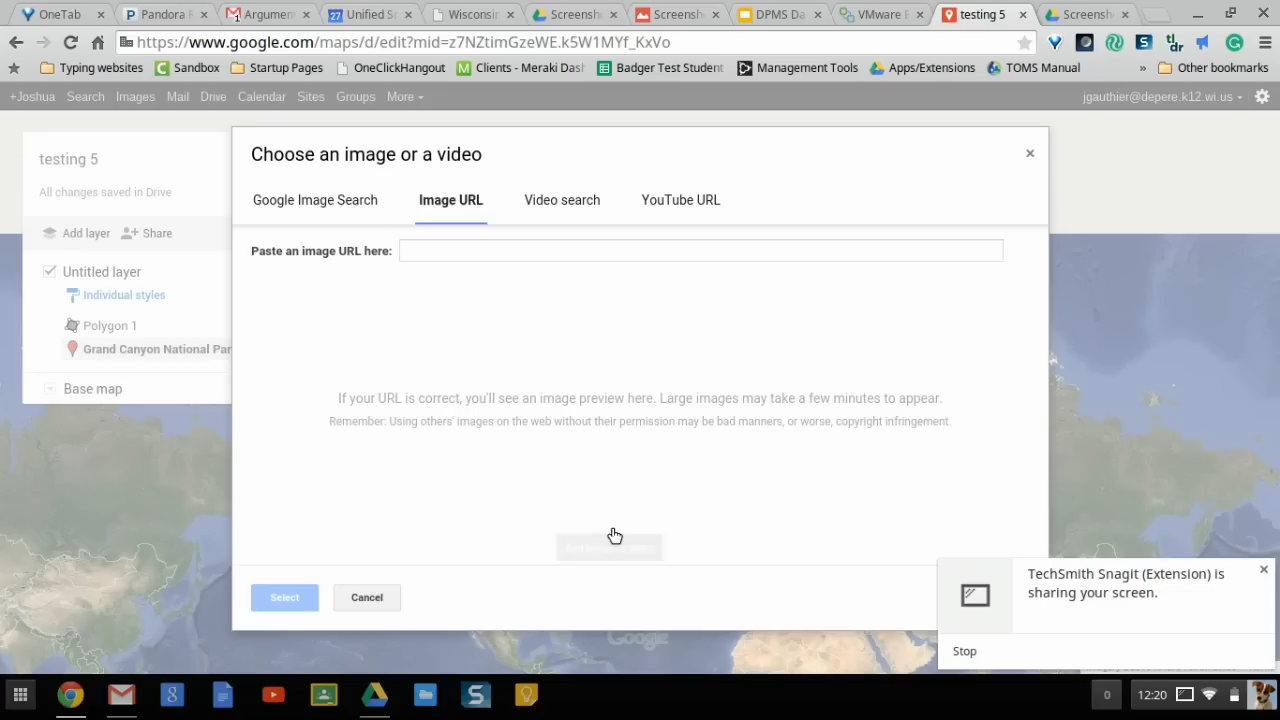 OneTab
Pandora
Argumen
Unified S
Wisconsin
Screensh
Screensh
DPMS Da
VMware
testing 5
Screensh
https://www.google.com/maps/d/edit?mid=z7NZtimGzeWE.k5W1MYf_KxVo
Typing websites
Sandbox
Startup Pages
OneClickHangout
Clients - Meraki Dash
Badger Test Student
Management Tools
Apps/Extensions
TOMS Manual
»
Other bookmarks
+Joshua Search Images Mail Drive Calendar Sites Groups More
jgauthier@depere.k12.wi.us
testing 5
All changes saved in Drive
Add layer
Share
Untitled layer
Individual styles
Polygon 1
Grand Canyon National Par
Base map
Choose an image or a video
×
Google Image Search
Image URL
Video search
YouTube URL
Paste an image URL here:
If your URL is correct, you'll see an image preview here. Large images may take a few minutes to appear.
Remember: Using others' images on the web without their permission may be bad manners, or worse, copyright infringement.
Select
Cancel
Google
TechSmith Snagit (Extension) is
sharing your screen.
Stop
0
12:20